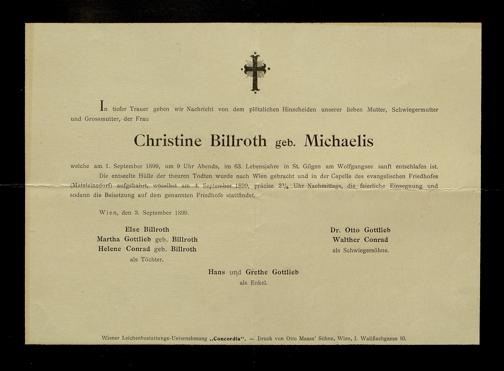 In tiefer Trauer geben wir Nachricht von dem plötzlichen Hinscheiden unserer lieben Mutter, Schwiegermutter
und Grossmutter, der Frau
Christine Billroth geb. Michaelis
welche am 1. September 1899, um 9 Uhr Abends, im 63. Lebensjahre in St. Gilgen am Wolfgangsee sanft entschlafen ist.
Die entseelte Hülle der theuren Todten wurde nach Wien gebracht und in der Capelle des evangelischen Friedhofes
(Matzleinsdorf) aufgebahrt, woselbst am 4. September 1899, präcise 2¼ Uhr Nachmittags, die feierliche Einsegnung und
sodann die Beisetzung auf dem genannten Friedhofe stattfindet.
Wien, den 3. September 1899.
Else Billroth
Martha Gottlieb geb. Billroth
Helene Conrad geb. Billroth
als Töchter.
Dr. Otto Gottlieb
Walther Conrad
als Schwiegersöhne.
Hans und Grethe Gottlieb
als Enkel.
Wiener Leichenbestattungs-Unternehmung „Concordia". — Druck von Otto Maass' Söhne, Wien, I. Wallfischgasse 10.